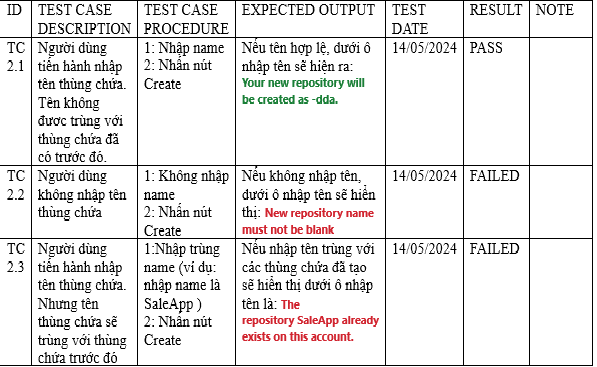 ID TEST CASE DESCRIPTION TEST CASE PROCEDURE EXPECTED OUTPUT TEST DATE RESULT NOTE
TC 2.1
Người dùng
tiến hành nhập
tên thùng chứa.
Tên không
được trùng với
thùng chứa đã
có trước đó.
1: Nhập name
2: Nhấn nút
Create
Nếu tên hợp lệ, dưới ô
nhập tên sẽ hiện ra:
Your new repository will
be created as -dda.
14/05/2024
PASS
TC 2.2
Người dùng
không nhập tên
thùng chứa
1: Không nhập
name
2: Nhấn nút
Create
Nếu không nhập tên,
dưới ô nhập tên sẽ hiển
thị: New repository name
must not be blank
14/05/2024
FAILED
TC 2.3
Người dùng
tiến hành nhập
tên thùng chứa.
Nhưng tên
thùng chứa sẽ
trùng với thùng
chứa trước đó
1:Nhập trùng
name (ví dụ:
nhập name là
SaleApp )
2: Nhấn nút
Create
Nếu nhập tên trùng với
các thùng chứa đã tạo
sẽ hiển thị dưới ô nhập
tên là: The
repository SaleApp already
exists on this account.
14/05/2024
FAILED